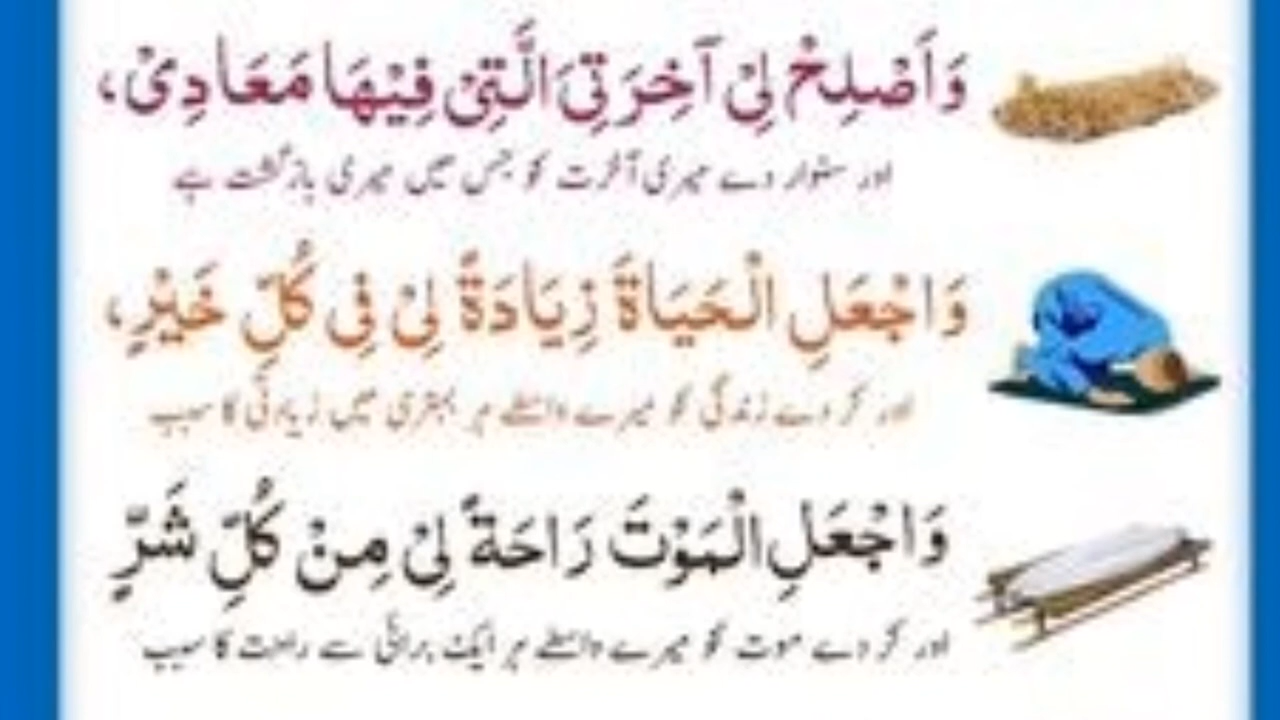 وَاَصْلِحْ لِیْ آخِرَتِیَ الَّتِیْ فِیْهَا مَعَادِیْ،
اور سنوار دے میری آخرت کو جس میں میری بازگشت ہے
وَاجْعَلِ الْحَیَاةَ زِیَادَةً لِیْ فِیْ کُلِّ خَیْرٍ،
اور کر دے زندگی کو میرے واسطے ہر بہتری میں زیادتی کا سبب
وَاجْعَلِ الْمَوْتَ رَاحَةً لِیْ مِنْ کُلِّ شَرٍّ
اور کر دے موت کو میرے واسطے ہر ایک برائی سے راحت کا سبب